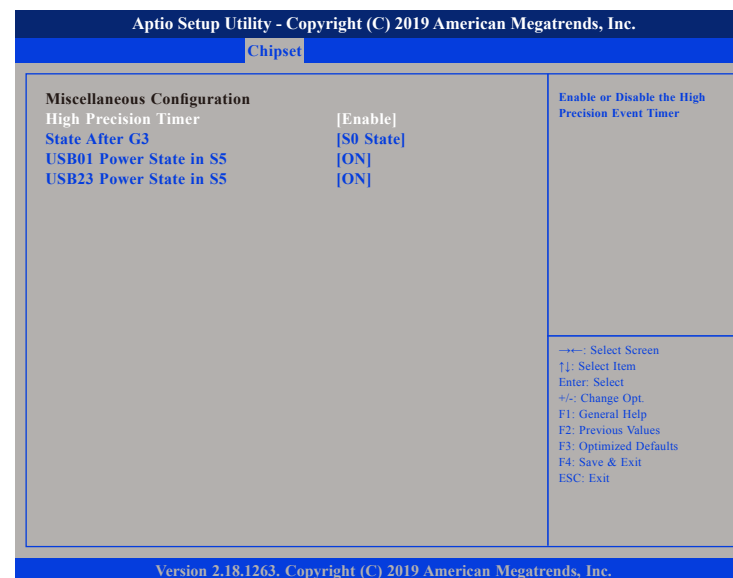 Aptio Setup Utility - Copyright (C) 2019 American Megatrends, Inc.
Chipset
Miscellaneous Configuration
High Precision Timer [Enable]
State After G3 [S0 State]
USB01 Power State in S5 [ON]
USB23 Power State in S5 [ON]
Enable or Disable the High
Precision Event Timer
→←: Select Screen
↑↓: Select Item
Enter: Select
+/-: Change Opt.
F1: General Help
F2: Previous Values
F3: Optimized Defaults
F4: Save & Exit
ESC: Exit
Version 2.18.1263. Copyright (C) 2019 American Megatrends, Inc.